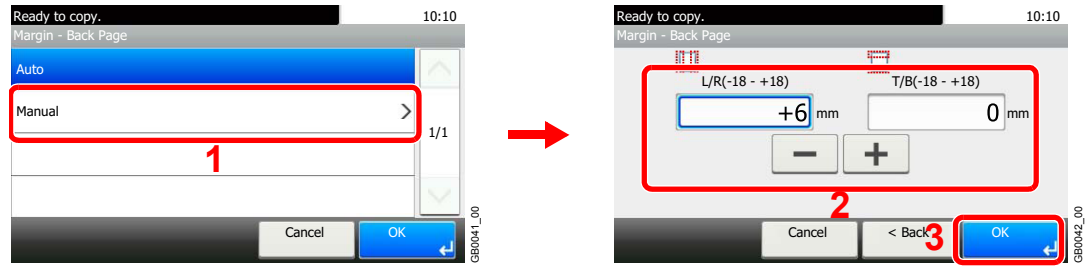 Ready to copy.
10:10
Margin - Back Page
Auto
Manual
1/1
1
Cancel
OK
GB0041_00
Ready to copy.
10:10
Margin - Back Page
L/R(-18 - +18)
T/B(-18 - +18)
+6 mm
0 mm
2
Cancel
< Back
3
OK
GB0042_00